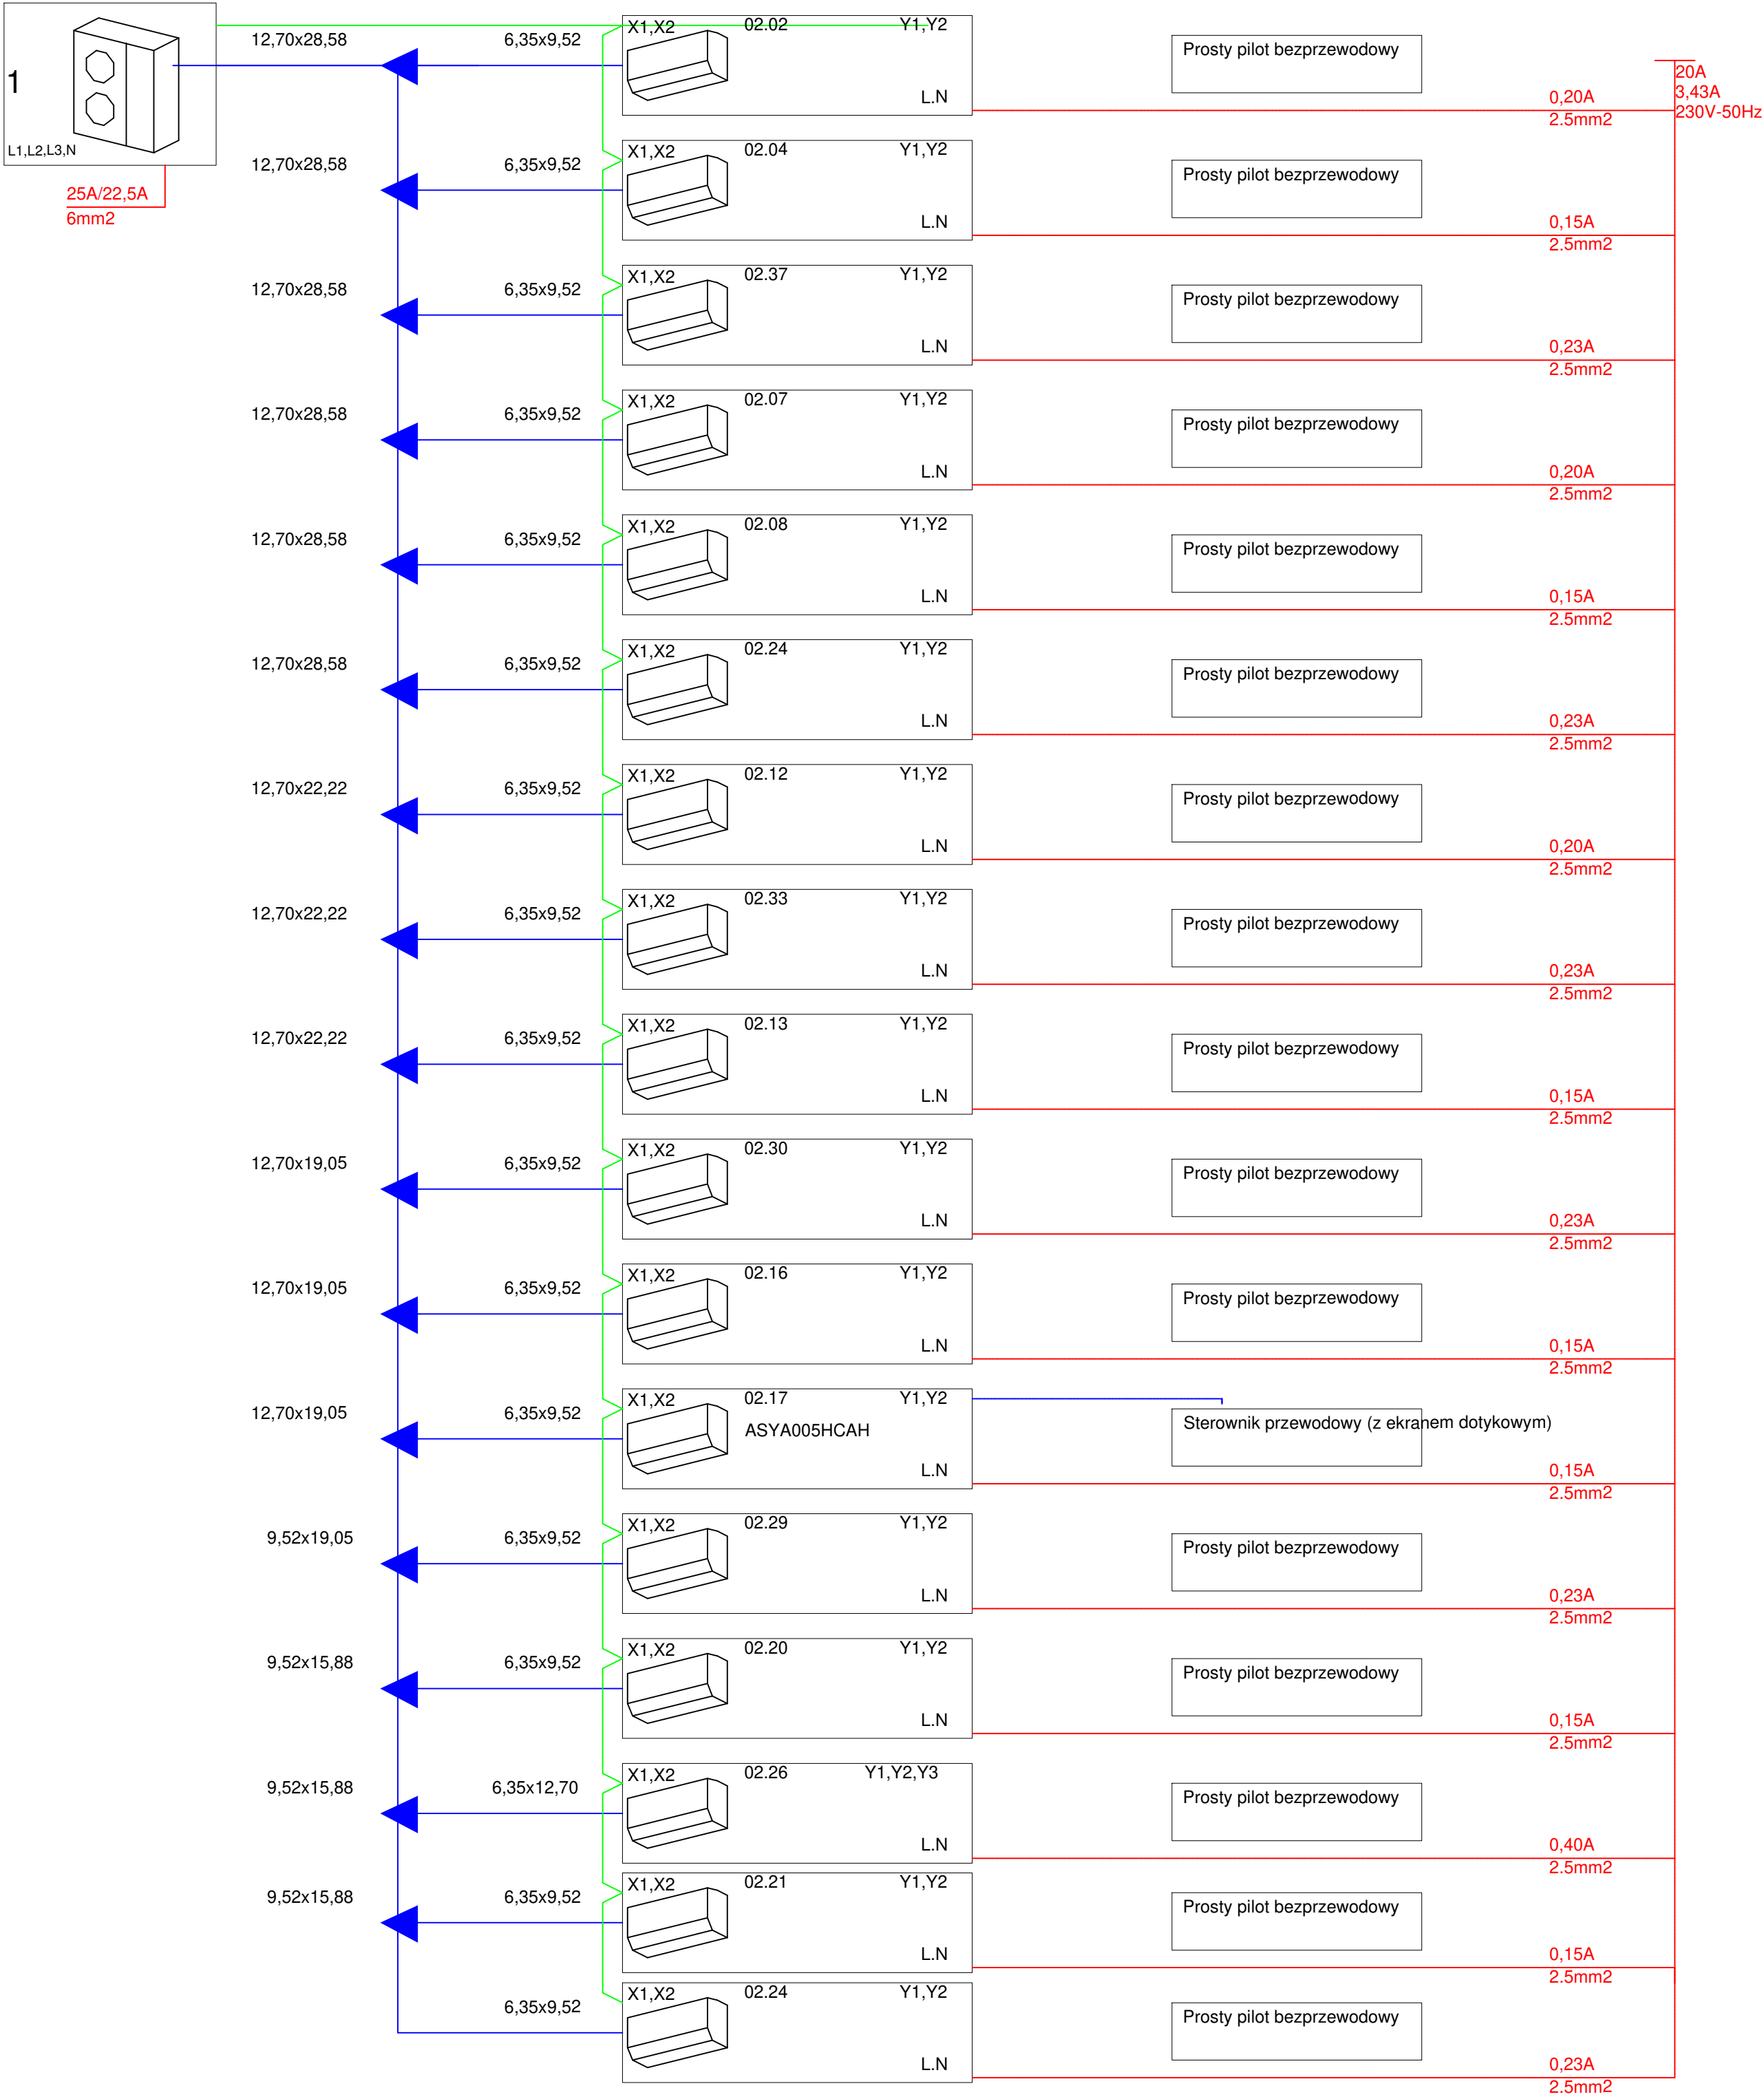 1
L1,L2,L3,N
25A/22,5A
6mm2
20A
3,43A
230V-50Hz
12,70x28,58
6,35x9,52
X1,X2
02.02
Y1,Y2
L.N
Prosty pilot bezprzewodowy
0,20A
2.5mm2
12,70x28,58
6,35x9,52
X1,X2
02.04
Y1,Y2
L.N
Prosty pilot bezprzewodowy
0,15A
2.5mm2
12,70x28,58
6,35x9,52
X1,X2
02.37
Y1,Y2
L.N
Prosty pilot bezprzewodowy
0,23A
2.5mm2
12,70x28,58
6,35x9,52
X1,X2
02.07
Y1,Y2
L.N
Prosty pilot bezprzewodowy
0,20A
2.5mm2
12,70x28,58
6,35x9,52
X1,X2
02.08
Y1,Y2
L.N
Prosty pilot bezprzewodowy
0,15A
2.5mm2
12,70x28,58
6,35x9,52
X1,X2
02.24
Y1,Y2
L.N
Prosty pilot bezprzewodowy
0,23A
2.5mm2
12,70x22,22
6,35x9,52
X1,X2
02.12
Y1,Y2
L.N
Prosty pilot bezprzewodowy
0,20A
2.5mm2
12,70x22,22
6,35x9,52
X1,X2
02.33
Y1,Y2
L.N
Prosty pilot bezprzewodowy
0,23A
2.5mm2
12,70x22,22
6,35x9,52
X1,X2
02.13
Y1,Y2
L.N
Prosty pilot bezprzewodowy
0,15A
2.5mm2
12,70x19,05
6,35x9,52
X1,X2
02.30
Y1,Y2
L.N
Prosty pilot bezprzewodowy
0,23A
2.5mm2
12,70x19,05
6,35x9,52
X1,X2
02.16
Y1,Y2
L.N
Prosty pilot bezprzewodowy
0,15A
2.5mm2
12,70x19,05
6,35x9,52
X1,X2
02.17
Y1,Y2
ASYA005HCAH
L.N
Sterownik przewodowy (z ekranem dotykowym)
0,15A
2.5mm2
9,52x19,05
6,35x9,52
X1,X2
02.29
Y1,Y2
L.N
Prosty pilot bezprzewodowy
0,23A
2.5mm2
9,52x15,88
6,35x9,52
X1,X2
02.20
Y1,Y2
L.N
Prosty pilot bezprzewodowy
0,15A
2.5mm2
9,52x15,88
6,35x12,70
X1,X2
02.26
Y1,Y2,Y3
L.N
Prosty pilot bezprzewodowy
0,40A
2.5mm2
9,52x15,88
6,35x9,52
X1,X2
02.21
Y1,Y2
L.N
Prosty pilot bezprzewodowy
0,15A
2.5mm2
6,35x9,52
X1,X2
02.24
Y1,Y2
L.N
Prosty pilot bezprzewodowy
0,23A
2.5mm2